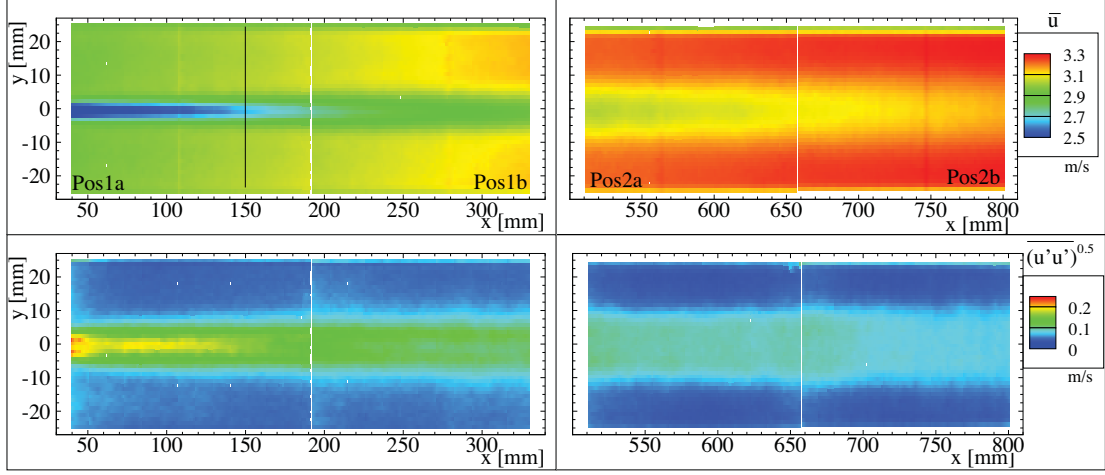 y [mm]
20
10
0
-10
-20
Pos1a
Pos1b
50 100 150 200 250 300
x [mm]
Pos2a
Pos2b
550 600 650 700 750 800
x [mm]
u̅
3.3
3.1
2.9
2.7
2.5
m/s
y [mm]
20
10
0
-10
-20
50 100 150 200 250 300
x [mm]
550 600 650 700 750 800
x [mm]
(u'u')^0.5
0.2
0.1
0
m/s